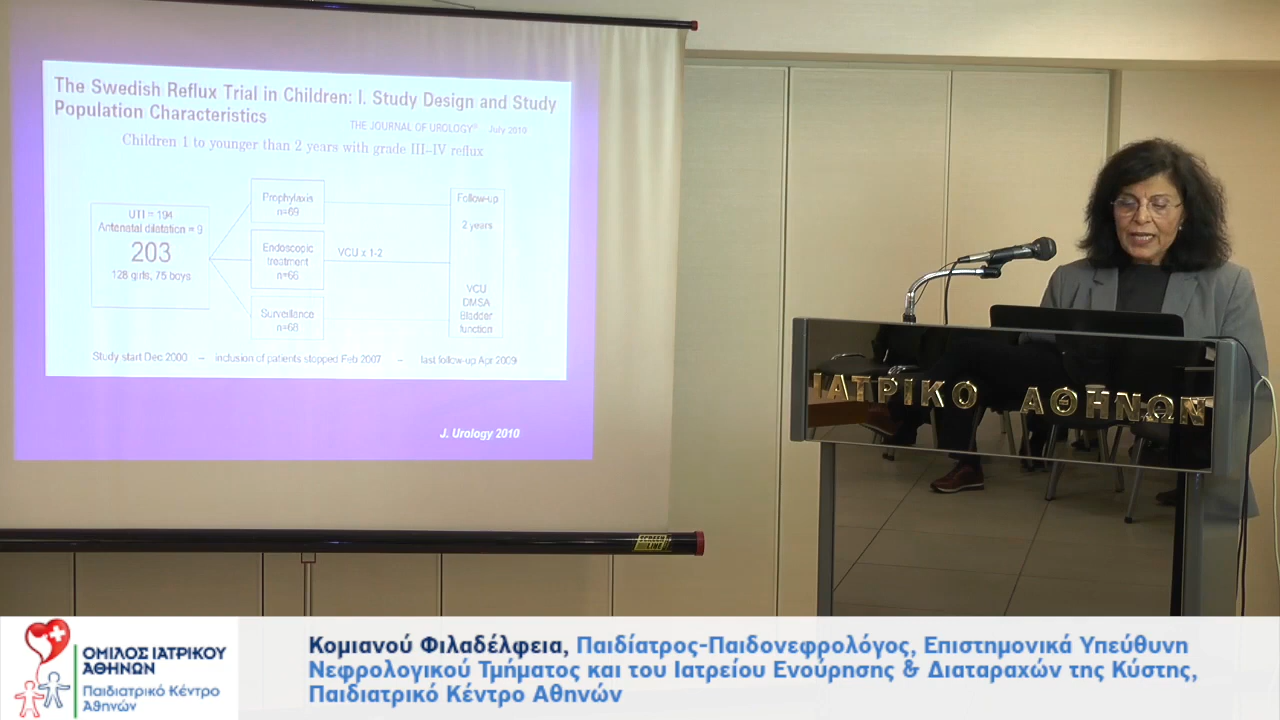 The Swedish Reflux Trial in Children: I. Study Design and Study
Population Characteristics
THE JOURNAL OF UROLOGY® July 2010
Children 1 to younger than 2 years with grade III–IV reflux
UTI = 194
Antenatal dilatation = 9
203
128 girls, 75 boys
Prophylaxis
n=69
Endoscopic
treatment
n=66
Surveillance
n=68
VCU x 1-2
Follow-up
2 years
VCU
DMSA
Bladder
function
Study start Dec 2000 – inclusion of patients stopped Feb 2007 – last follow-up Apr 2009
J. Urology 2010
SCREEN
LINE
ΙΑΤΡΙΚΟ ΑΘΗΝΩΝ
ΟΜΙΛΟΣ ΙΑΤΡΙΚΟΥ
ΑΘΗΝΩΝ
Παιδιατρικό Κέντρο
Αθηνών
Κομιανού Φιλαδέλφεια, Παιδίατρος-Παιδονεφρολόγος, Επιστημονικά Υπεύθυνη
Νεφρολογικού Τμήματος και του Ιατρείου Ενούρησης & Διαταραχών της Κύστης,
Παιδιατρικό Κέντρο Αθηνών